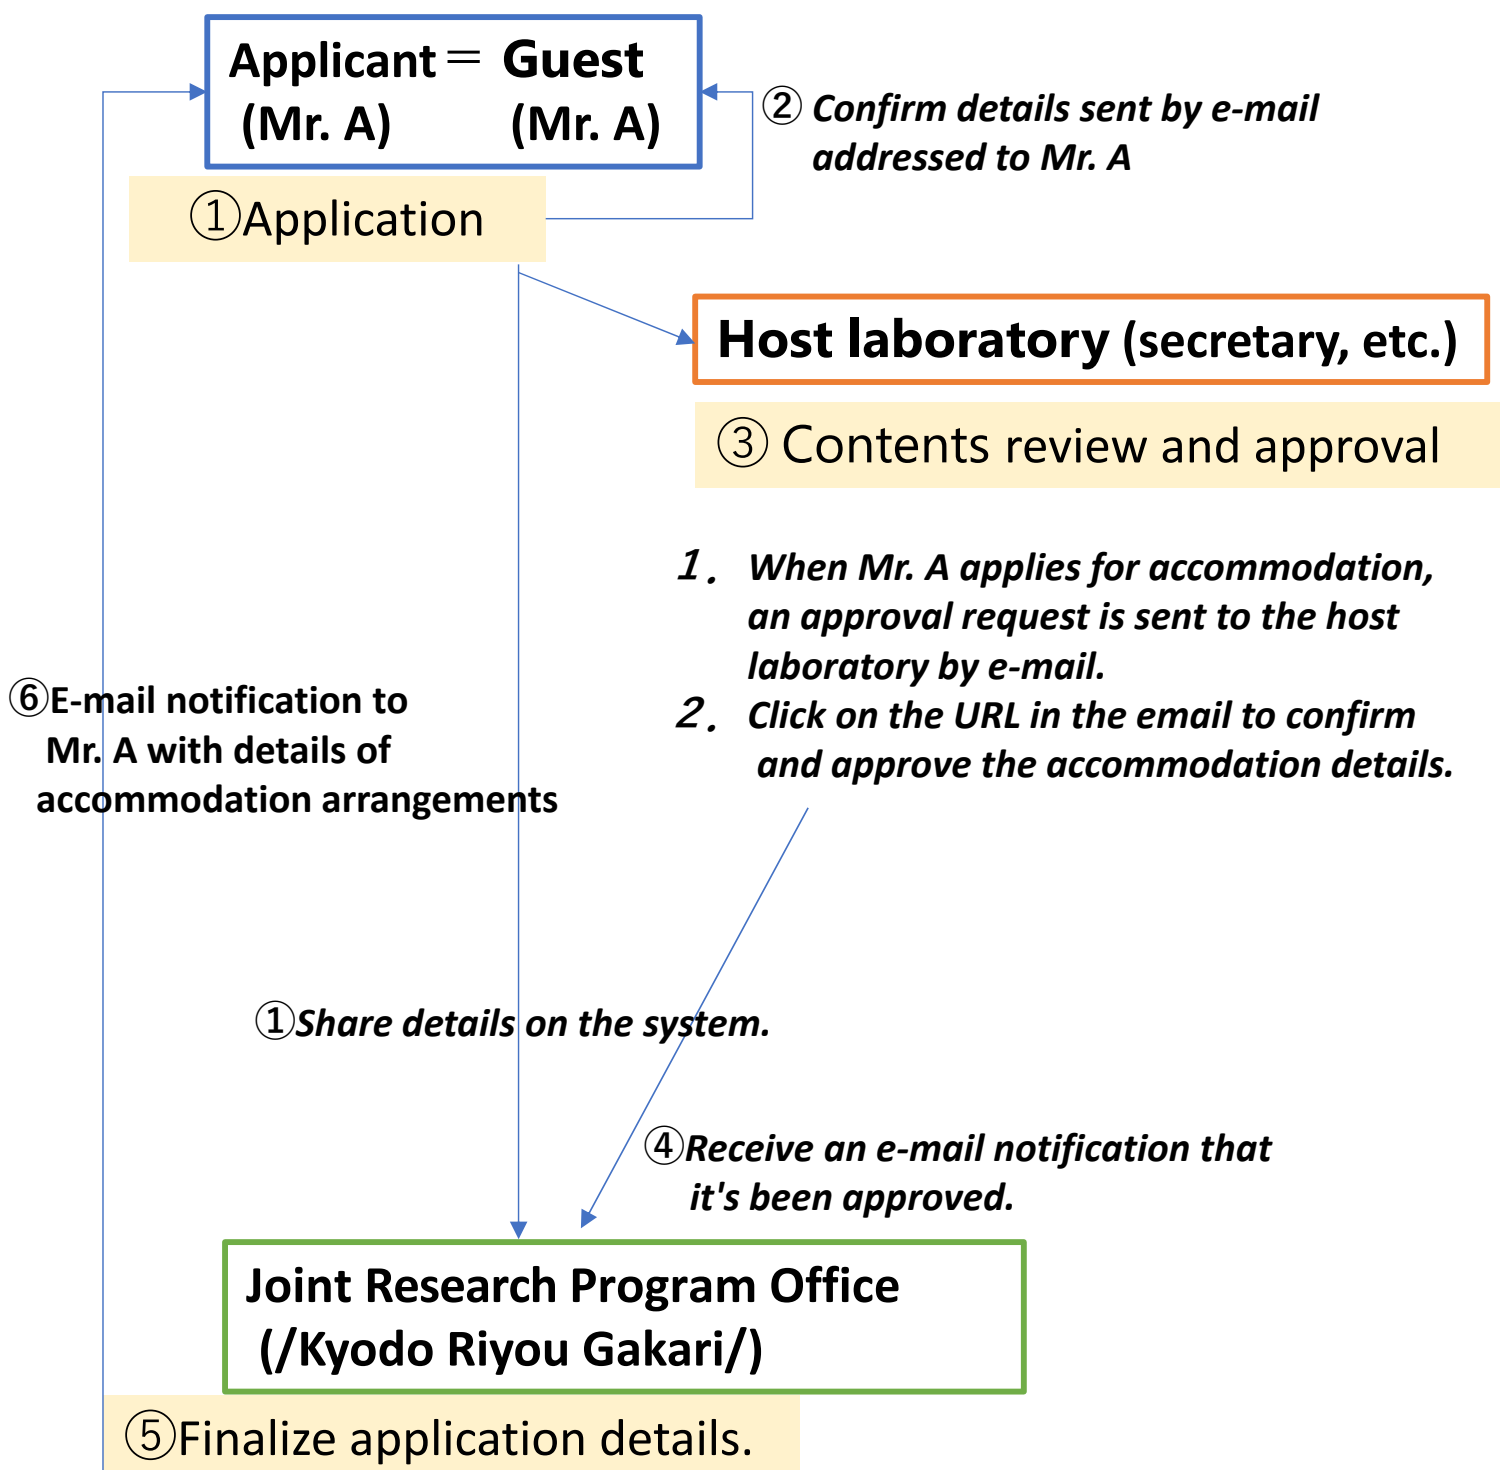 Applicant＝ Guest
(Mr. A) (Mr. A)
② Confirm details sent by e-mail
addressed to Mr. A
①Application
Host laboratory (secretary, etc.)
③ Contents review and approval
1. When Mr. A applies for accommodation,
an approval request is sent to the host
laboratory by e-mail.
2. Click on the URL in the email to confirm
and approve the accommodation details.
⑥E-mail notification to
Mr. A with details of
accommodation arrangements
①Share details on the system.
④Receive an e-mail notification that
it's been approved.
Joint Research Program Office
(/Kyodo Riyou Gakari/)
⑤Finalize application details.